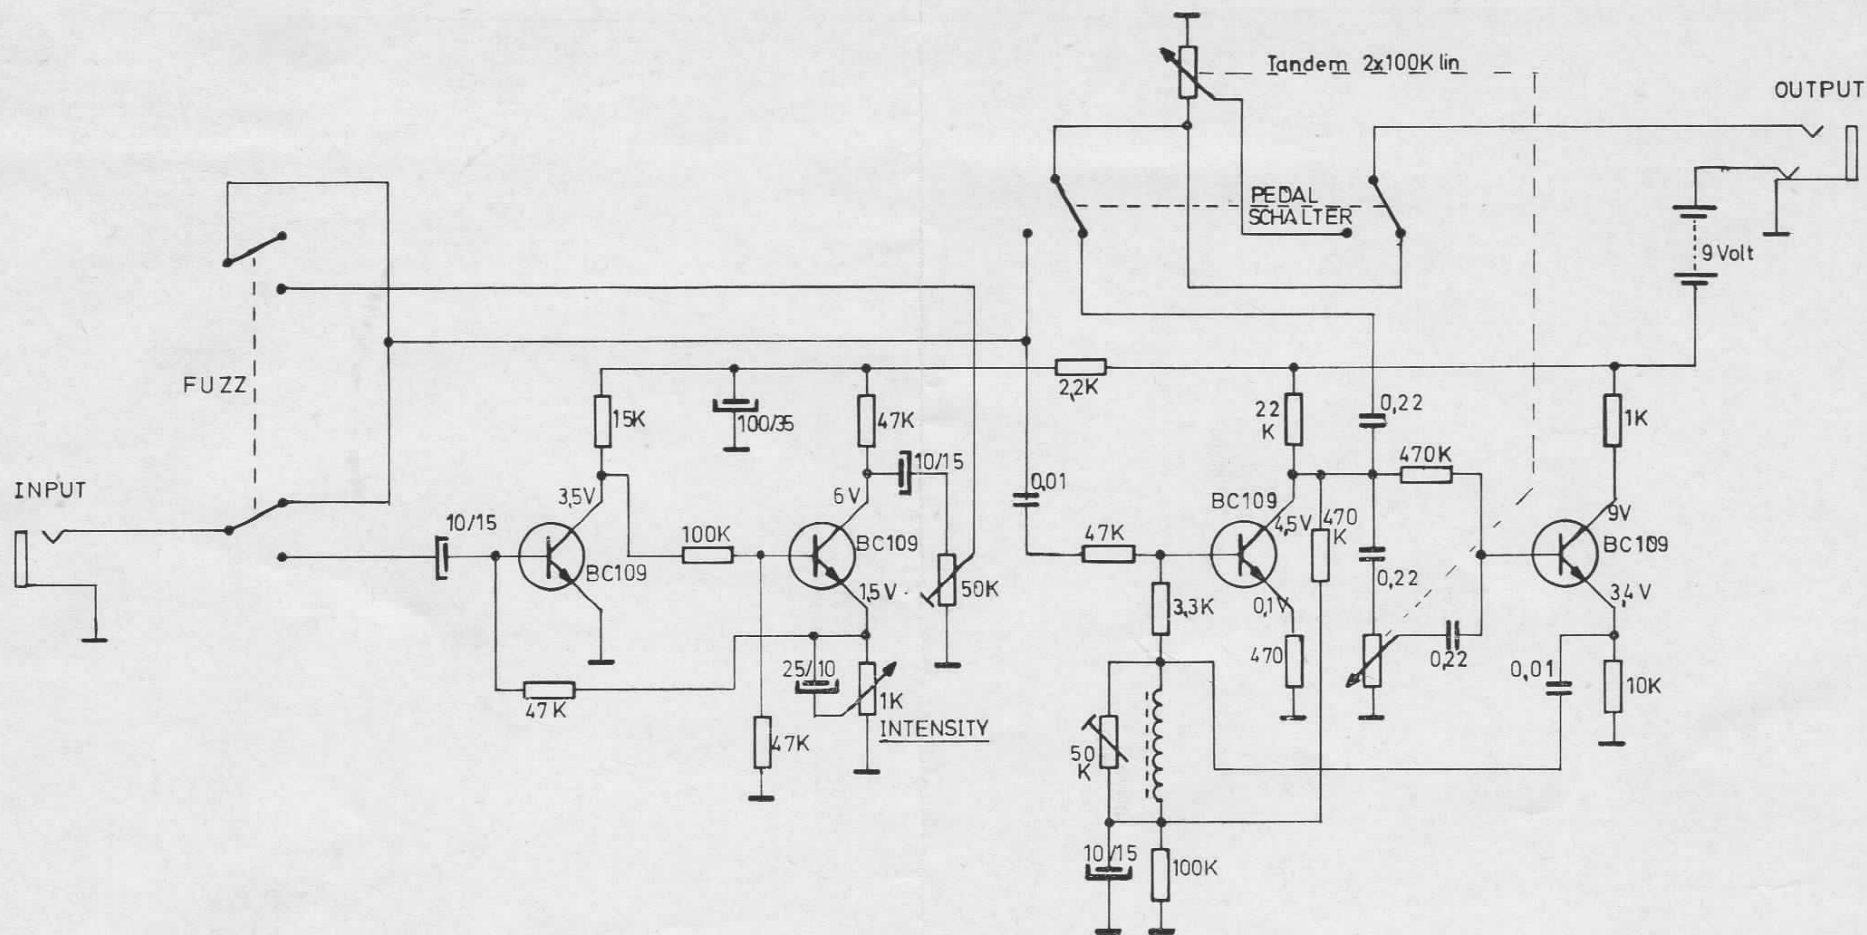 Tandem 2x100K lin
OUTPUT
PEDAL
SCHALTER
9 Volt
FUZZ
2,2K
15K
100/35
47K
22
K
0,22
1K
10/15
470K
INPUT
3,5V
6V
0,01
BC109
4,5V
470
K
9V
10/15
100K
47K
BC109
BC109
BC109
1,5V
50K
0,22
3,3K
0,1V
3,4V
25/10
470
0,22
0,01
10K
47K
1K
INTENSITY
47K
50
K
10/15
100K